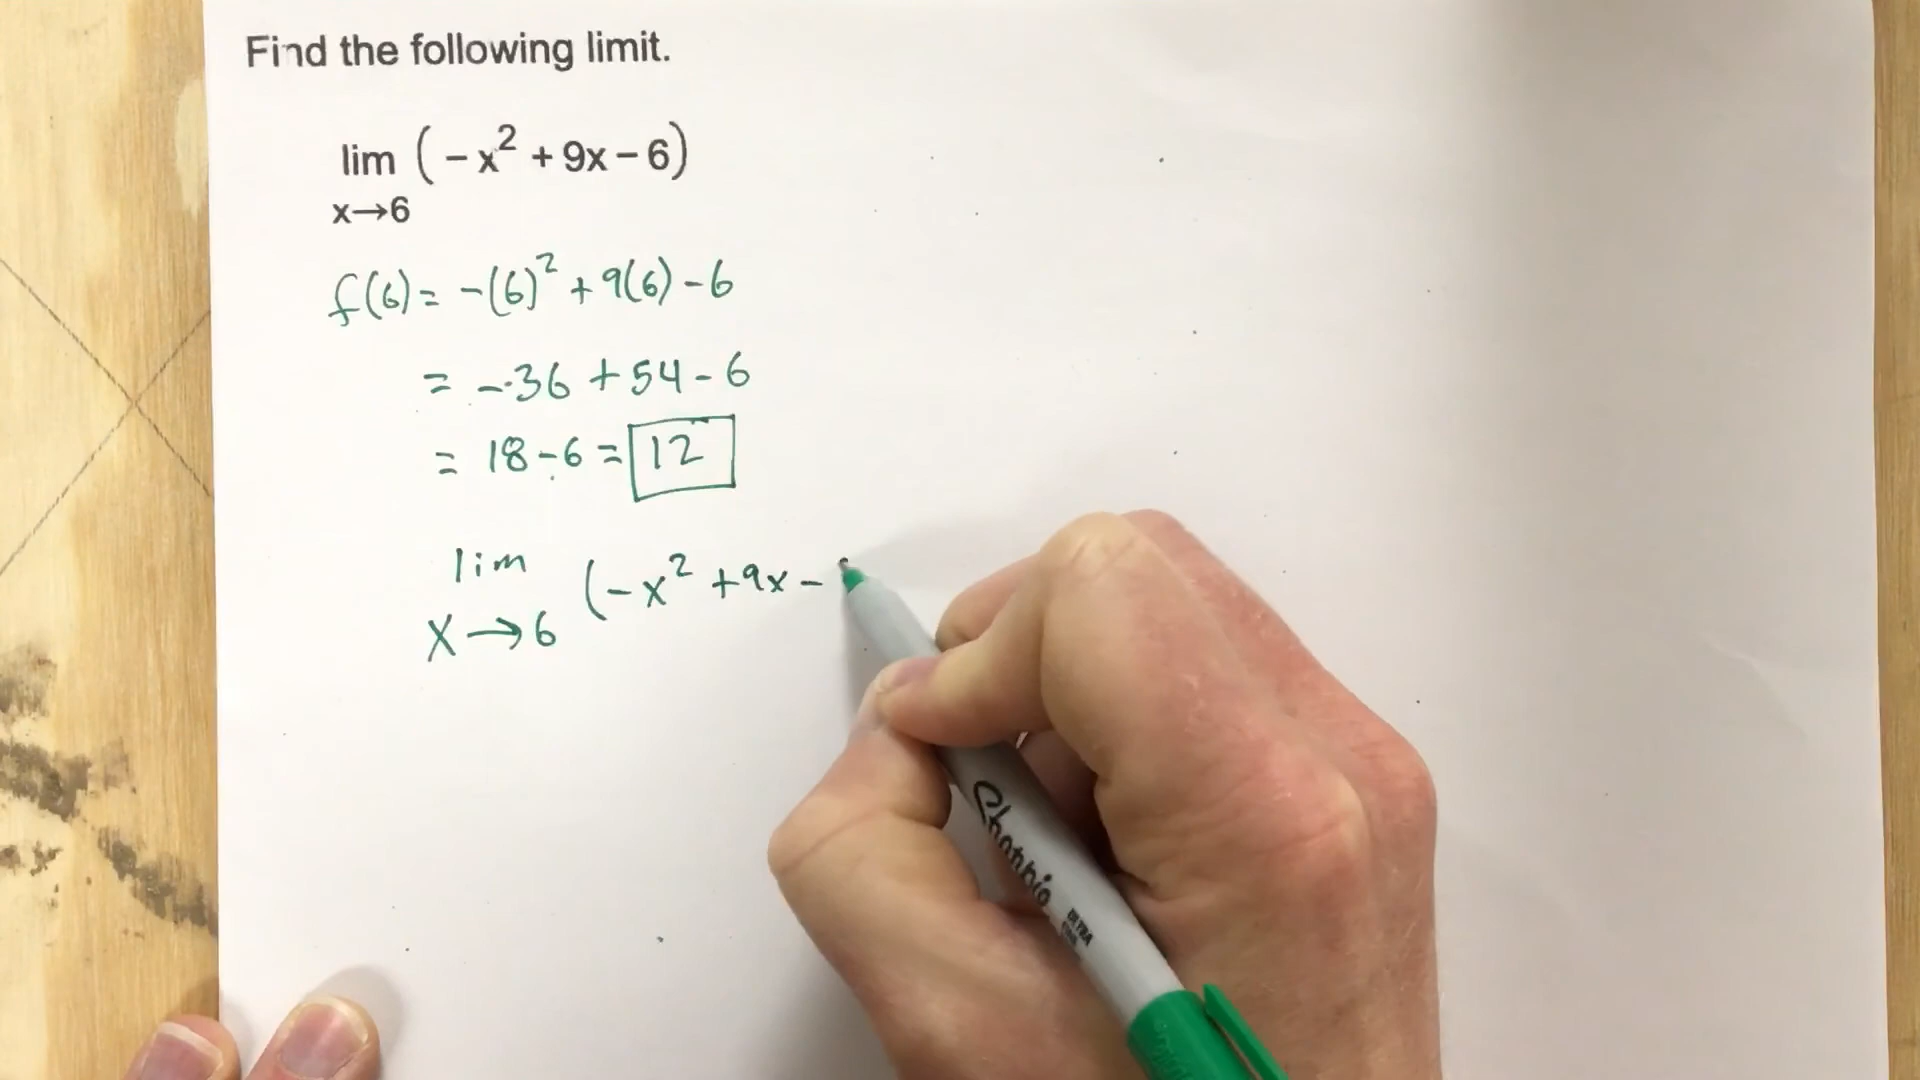 Find the following limit.
lim (−x² + 9x − 6)
x→6
f(6) = -(6)² + 9(6) - 6
= -36 + 54 - 6
= 18 - 6 = 12
lim (-x² + 9x -
x→6
Sharpie
ULTRA